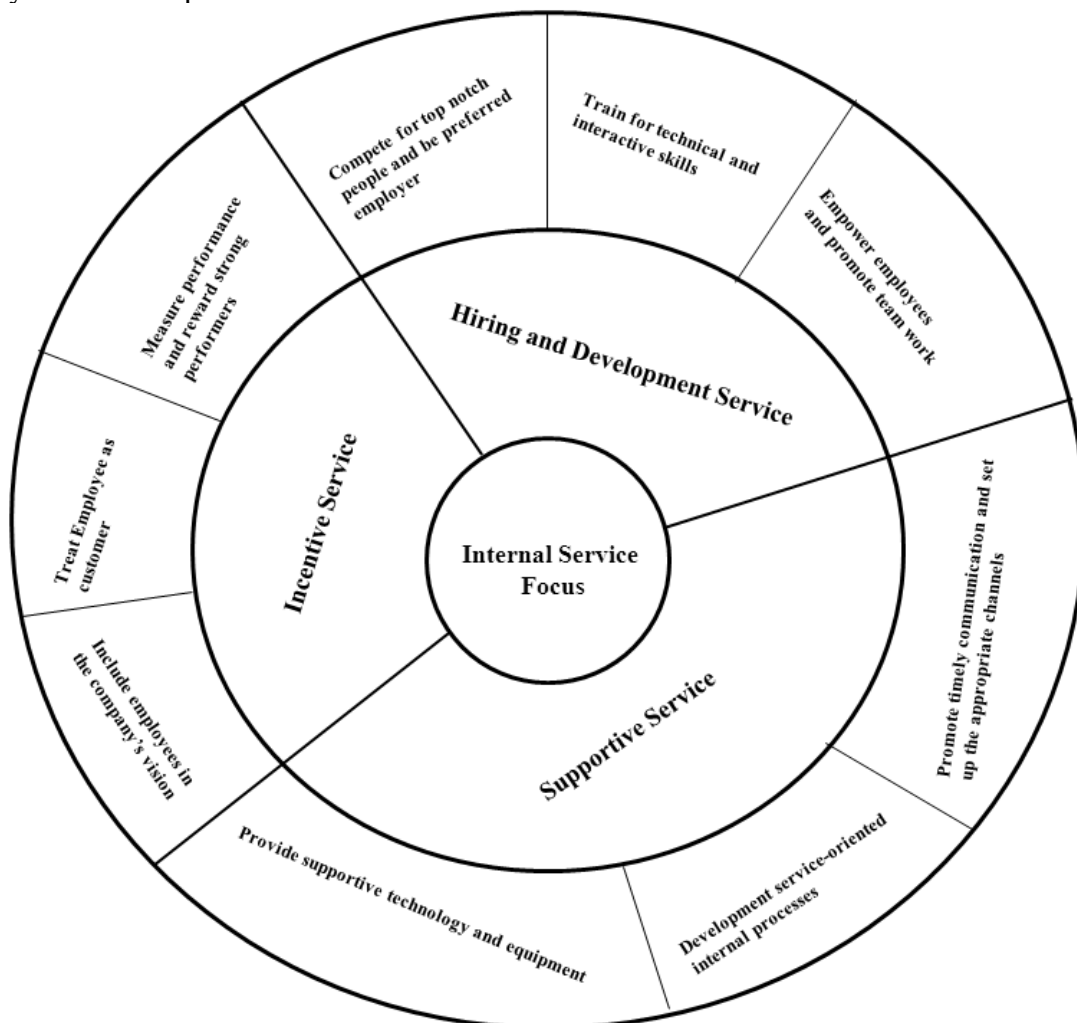 Compete for top notch
people and be preferred
employer
Train for technical and
interactive skills
Empower employees
and promote team work
Measure performance
and reward strong
performers
Hiring and Development Service
Treat Employee as
customer
Incentive Service
Internal Service
Focus
Promote timely communication and set
up the appropriate channels
Include employees in
the company's vision
Supportive Service
Provide supportive technology and equipment
Development service-oriented
internal processes